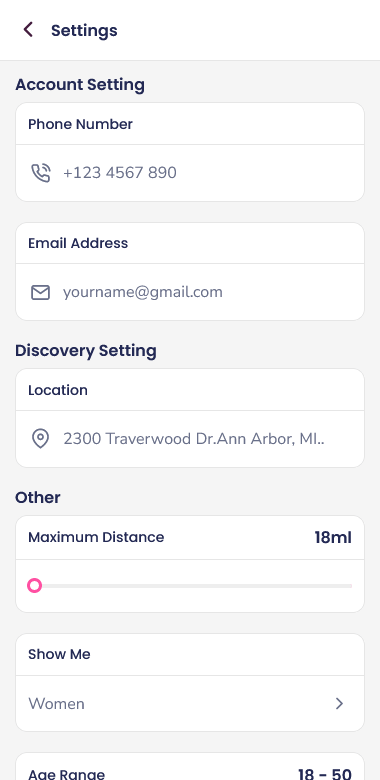 Settings
Account Setting
Phone Number
+123 4567 890
Email Address
yourname@gmail.com
Discovery Setting
Location
2300 Traverwood Dr.Ann Arbor, MI..
Other
Maximum Distance 18ml
Show Me
Women
Age Range 18 - 50